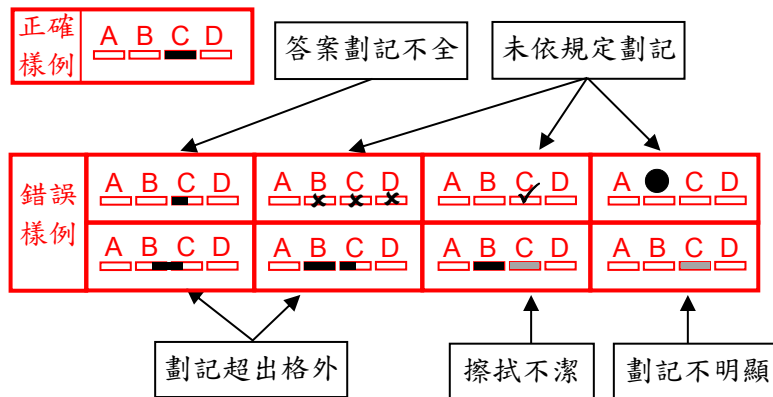 正確
樣例
A B C D
答案劃記不全
未依規定劃記
錯誤
樣例
A B C D
A B C D
A B C D
A C D
A B C D
A B C D
A B C D
A B C D
劃記超出格外
擦拭不潔
劃記不明顯